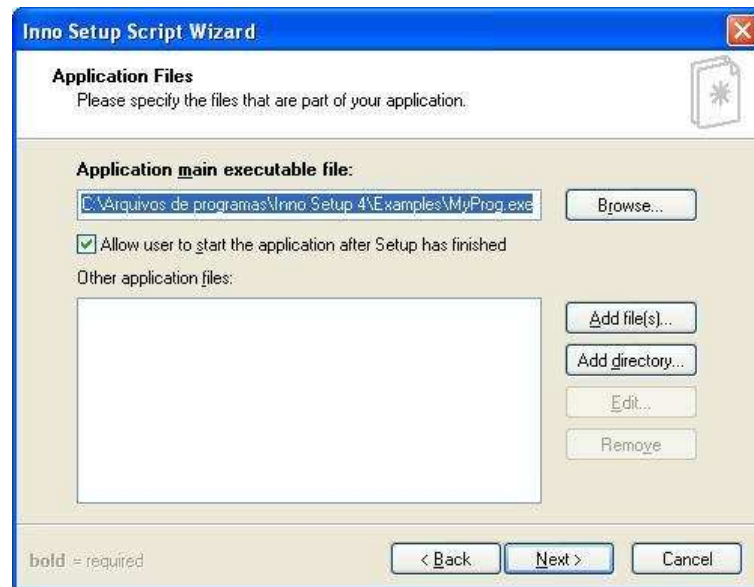 Inno Setup Script Wizard
Application Files
Please specify the files that are part of your application.
Application main executable file:
C:\Arquivos de programas\Inno Setup 4\Examples\MyProg.exe
Browse...
Allow user to start the application after Setup has finished
Other application files:
Add file(s)...
Add directory...
Edit...
Remove
bold = required
< Back
Next >
Cancel